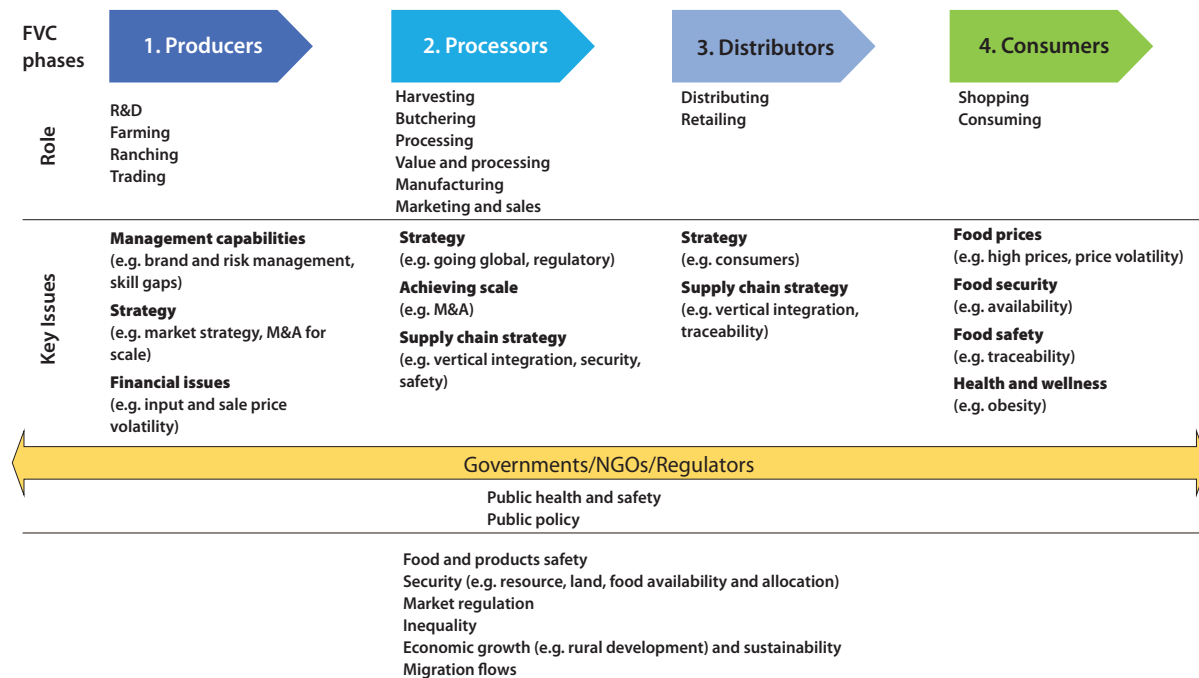 FVC
phases
1. Producers
2. Processors
3. Distributors
4. Consumers
Role
R&D
Farming
Ranching
Trading
Harvesting
Butchering
Processing
Value and processing
Manufacturing
Marketing and sales
Distributing
Retailing
Shopping
Consuming
Key Issues
Management capabilities
(e.g. brand and risk management,
skill gaps)
Strategy
(e.g. market strategy, M&A for
scale)
Financial issues
(e.g. input and sale price
volatility)
Strategy
(e.g. going global, regulatory)
Achieving scale
(e.g. M&A)
Supply chain strategy
(e.g. vertical integration, security,
safety)
Strategy
(e.g. consumers)
Supply chain strategy
(e.g. vertical integration,
traceability)
Food prices
(e.g. high prices, price volatility)
Food security
(e.g. availability)
Food safety
(e.g. traceability)
Health and wellness
(e.g. obesity)
Governments/NGOs/Regulators
Public health and safety
Public policy
Food and products safety
Security (e.g. resource, land, food availability and allocation)
Market regulation
Inequality
Economic growth (e.g. rural development) and sustainability
Migration flows